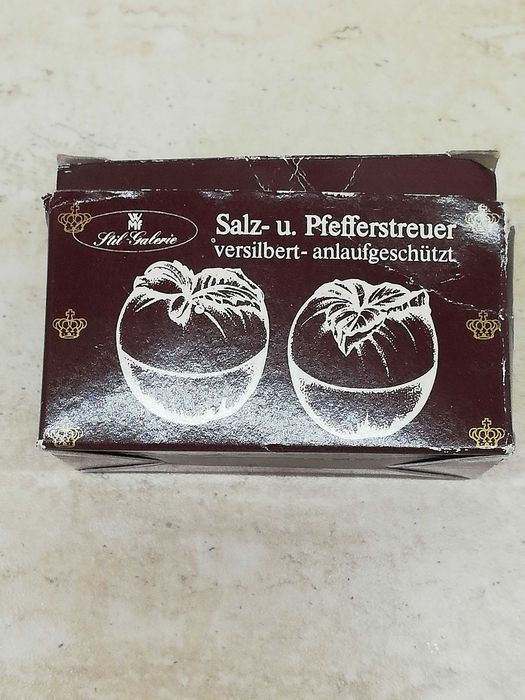 WMF
Stil-Galerie
Salz- u. Pfefferstreuer
versilbert- anlaufgeschützt